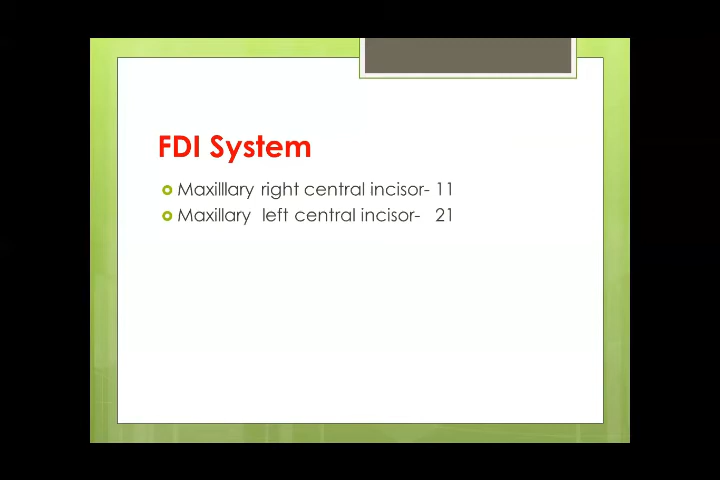 FDI System
Maxilllary right central incisor- 11
Maxillary left central incisor- 21